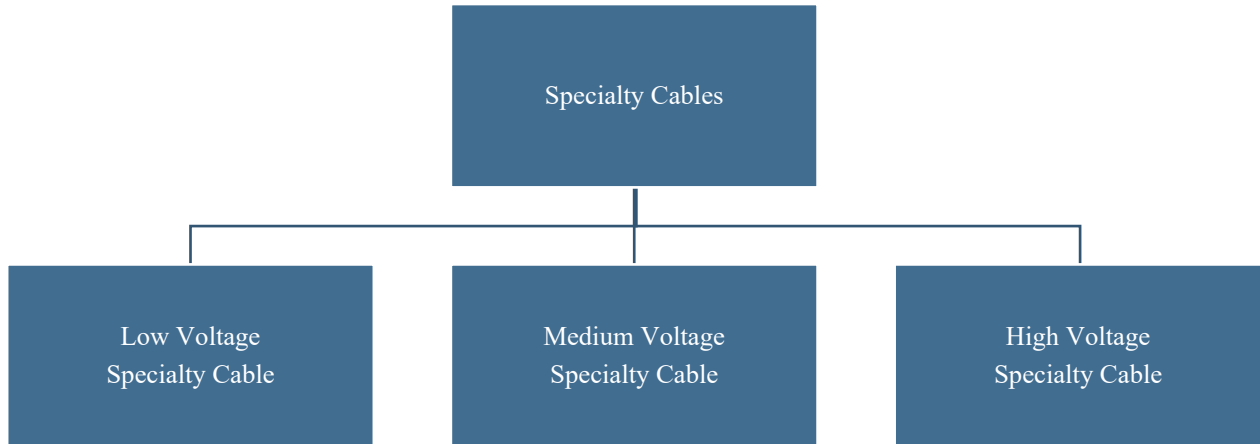 Specialty Cables
Low Voltage
Specialty Cable
Medium Voltage
Specialty Cable
High Voltage
Specialty Cable